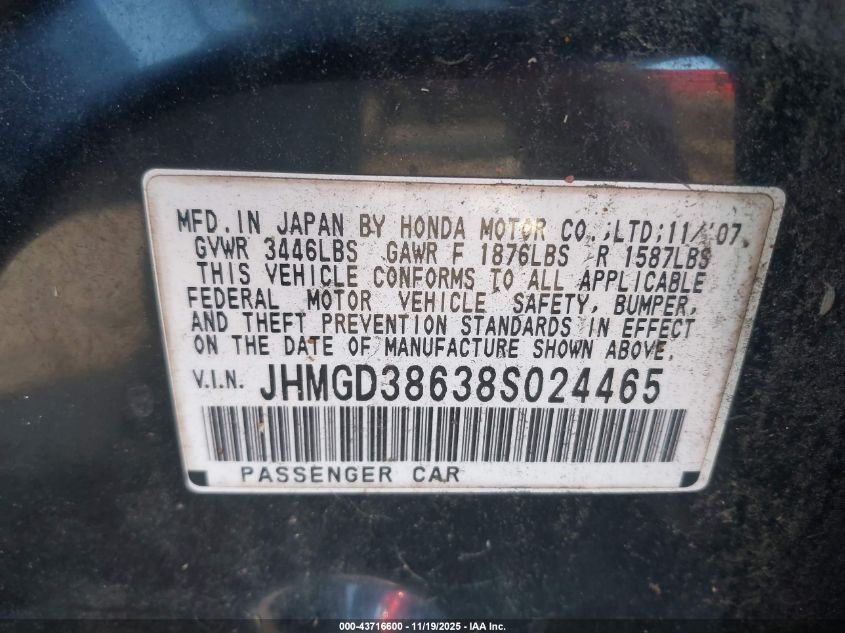 MFD. IN JAPAN BY HONDA MOTOR CO.,LTD;11/'07
GVWR 3446LBS GAWR F 1876LBS R 1587LBS
THIS VEHICLE CONFORMS TO ALL APPLICABLE
FEDERAL MOTOR VEHICLE SAFETY, BUMPER,
AND THEFT PREVENTION STANDARDS IN EFFECT
ON THE DATE OF MANUFACTURE SHOWN ABOVE.
V.I.N. JHMGD38638S024465
PASSENGER CAR
000-43716600 - 11/19/2025 - IAA Inc.